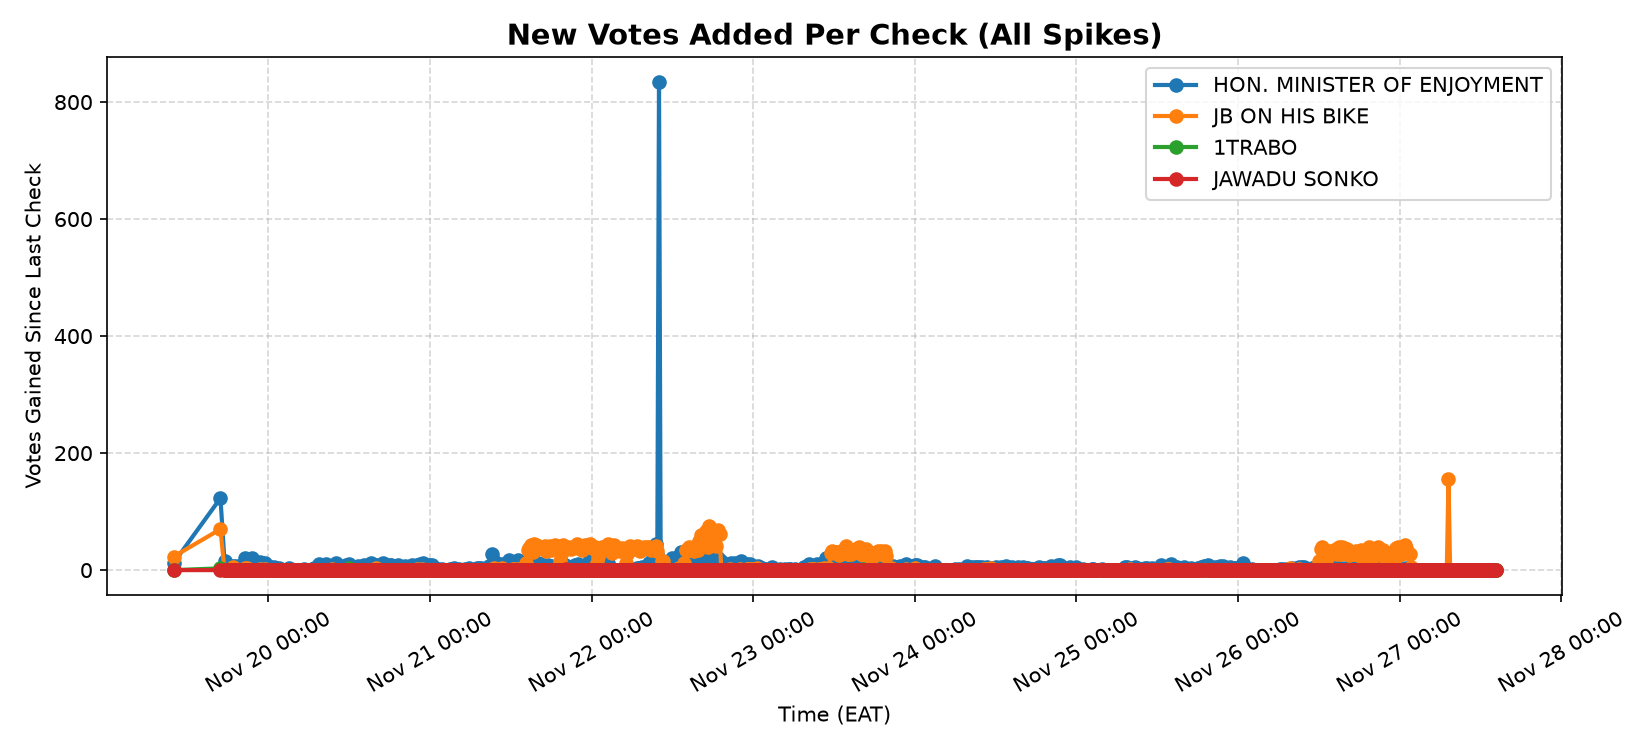 New Votes Added Per Check (All Spikes)
HON. MINISTER OF ENJOYMENT
JB ON HIS BIKE
1TRABO
JAWADU SONKO
Votes Gained Since Last Check
800
600
400
200
0
Nov 20 00:00
Nov 21 00:00
Nov 22 00:00
Nov 23 00:00
Nov 24 00:00
Nov 25 00:00
Nov 26 00:00
Nov 27 00:00
Nov 28 00:00
Time (EAT)